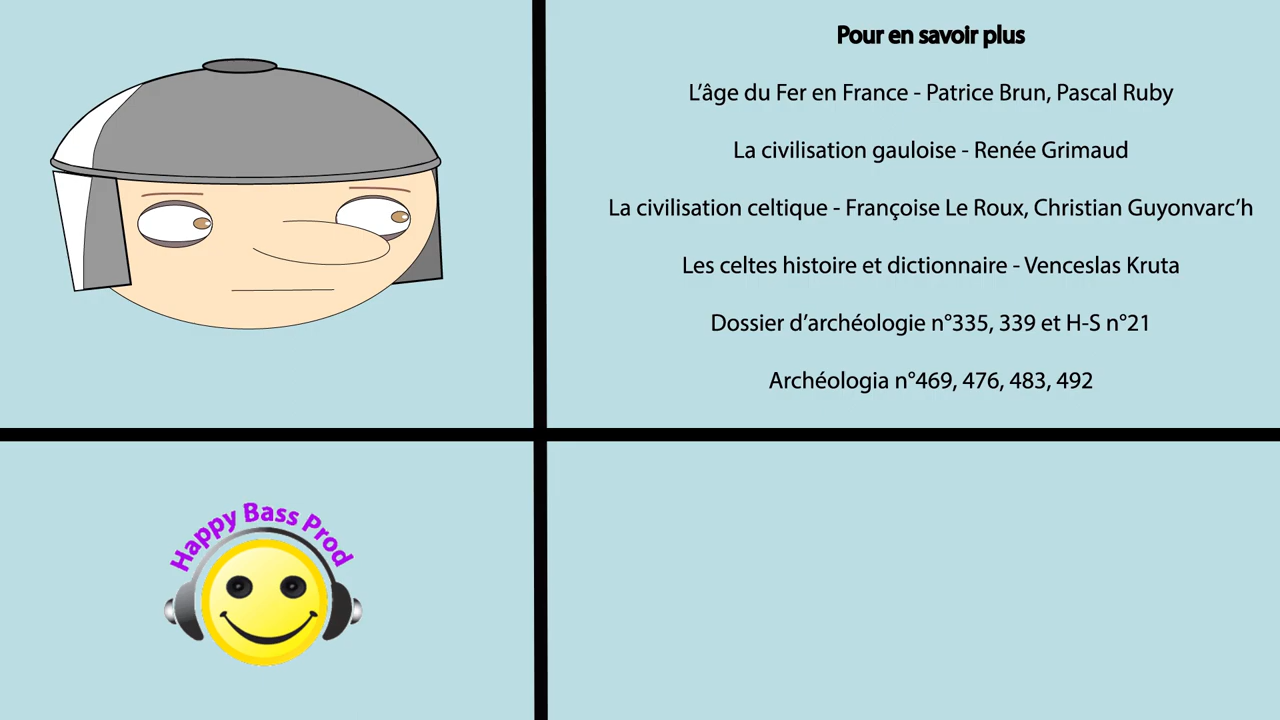 Pour en savoir plus
L'âge du Fer en France - Patrice Brun, Pascal Ruby
La civilisation gauloise - Renée Grimaud
La civilisation celtique - Françoise Le Roux, Christian Guyonvarc'h
Les celtes histoire et dictionnaire - Venceslas Kruta
Dossier d'archéologie n°335, 339 et H-S n°21
Archéologia n°469, 476, 483, 492
Happy Bass Prod